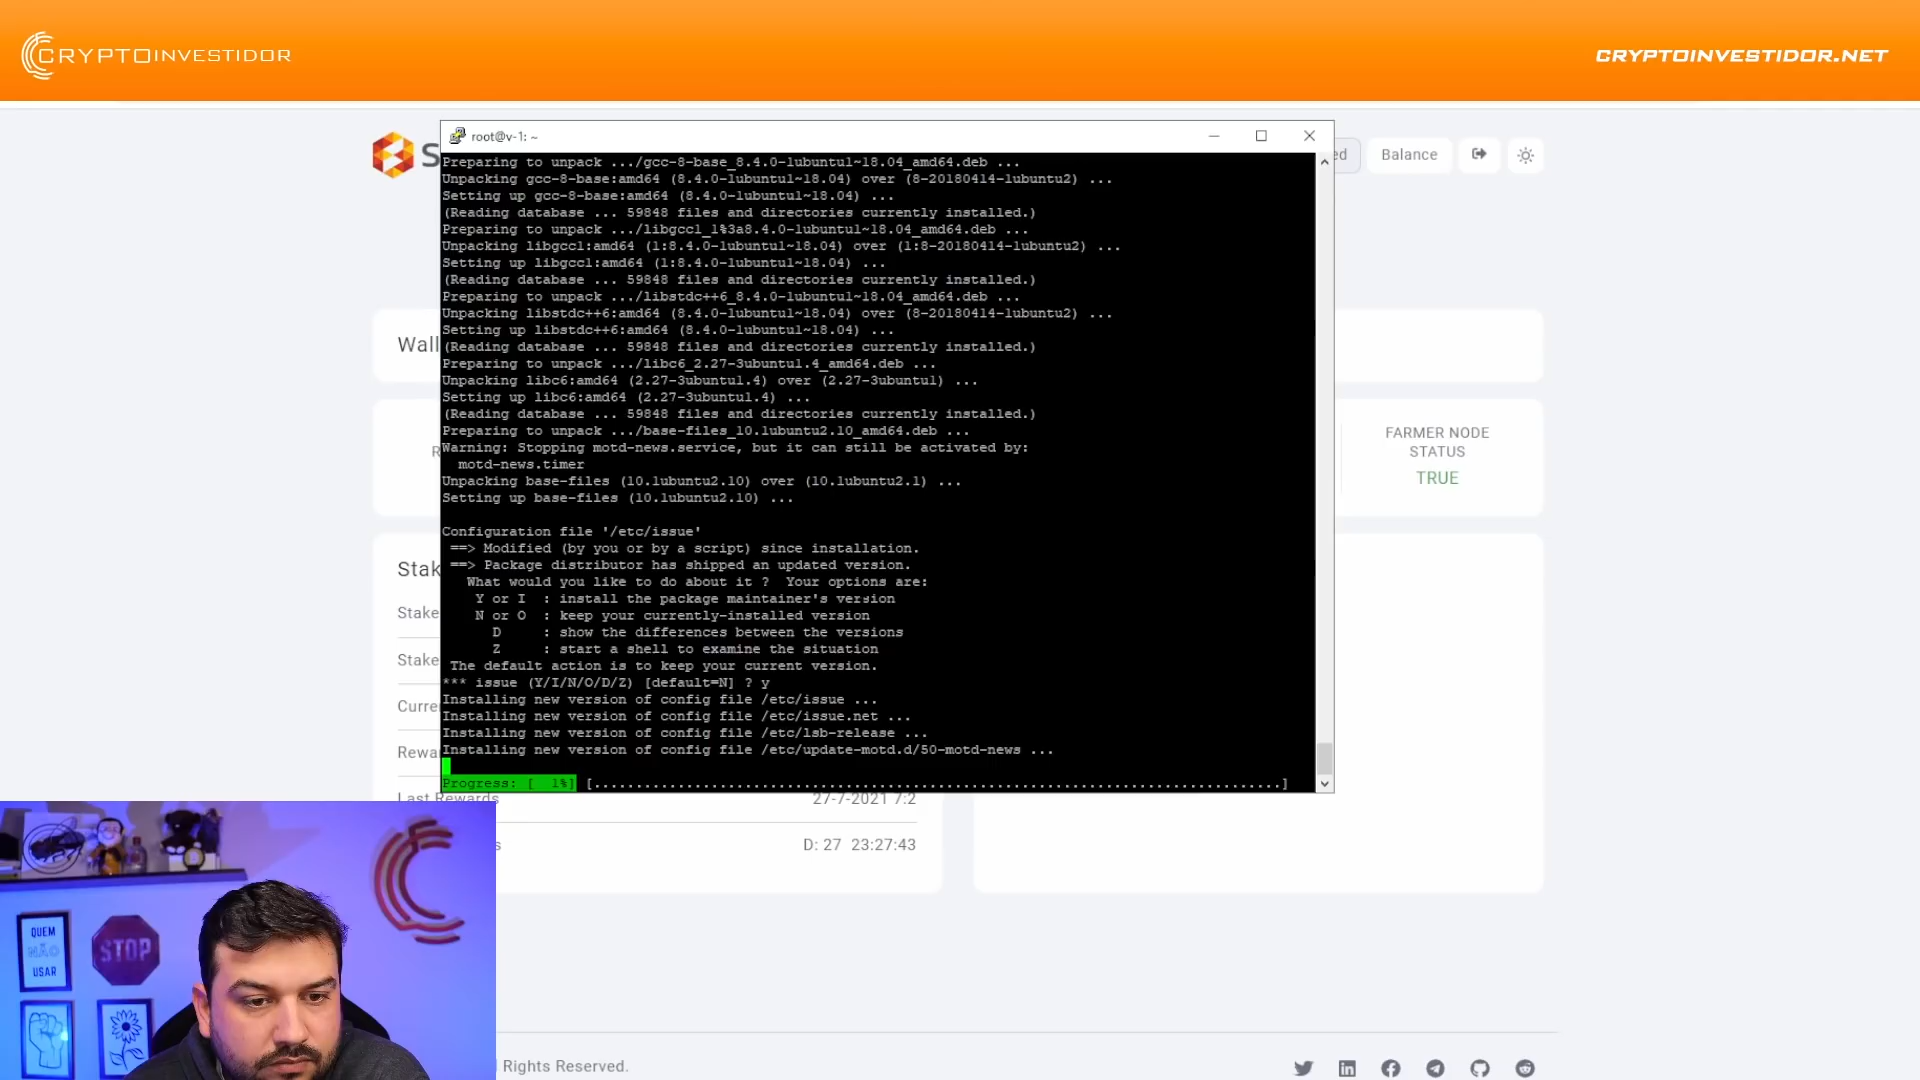 CRYPTOINVESTIDOR
CRYPTOINVESTIDOR.NET
root@v-1: ~
S
ed
Balance
Preparing to unpack .../gcc-8-base_8.4.0-1ubuntu1~18.04_amd64.deb ...
Unpacking gcc-8-base:amd64 (8.4.0-1ubuntu1~18.04) over (8-20180414-1ubuntu2) ...
Setting up gcc-8-base:amd64 (8.4.0-1ubuntu1~18.04) ...
(Reading database ... 59848 files and directories currently installed.)
Preparing to unpack .../libgcc1_1%3a8.4.0-1ubuntu1~18.04_amd64.deb ...
Unpacking libgcc1:amd64 (1:8.4.0-1ubuntu1~18.04) over (1:8-20180414-1ubuntu2) ...
Setting up libgcc1:amd64 (1:8.4.0-1ubuntu1~18.04) ...
(Reading database ... 59848 files and directories currently installed.)
Preparing to unpack .../libstdc++6_8.4.0-1ubuntu1~18.04_amd64.deb ...
Unpacking libstdc++6:amd64 (8.4.0-1ubuntu1~18.04) over (8-20180414-1ubuntu2) ...
Setting up libstdc++6:amd64 (8.4.0-1ubuntu1~18.04) ...
(Reading database ... 59848 files and directories currently installed.)
Preparing to unpack .../libc6_2.27-3ubuntu1.4_amd64.deb ...
Unpacking libc6:amd64 (2.27-3ubuntu1.4) over (2.27-3ubuntu1) ...
Setting up libc6:amd64 (2.27-3ubuntu1.4) ...
(Reading database ... 59848 files and directories currently installed.)
Preparing to unpack .../base-files_10.1ubuntu2.10_amd64.deb ...
Warning: Stopping motd-news.service, but it can still be activated by:
motd-news.timer
Unpacking base-files (10.1ubuntu2.10) over (10.1ubuntu2.1) ...
Setting up base-files (10.1ubuntu2.10) ...
Configuration file '/etc/issue'
==> Modified (by you or by a script) since installation.
==> Package distributor has shipped an updated version.
What would you like to do about it ?  Your options are:
Y or I  : install the package maintainer's version
N or O  : keep your currently-installed version
D     : show the differences between the versions
Z     : start a shell to examine the situation
The default action is to keep your current version.
*** issue (Y/I/N/O/D/Z) [default=N] ? y
Installing new version of config file /etc/issue ...
Installing new version of config file /etc/issue.net ...
Installing new version of config file /etc/lsb-release ...
Installing new version of config file /etc/update-motd.d/50-motd-news ...
Progress: [  1%] [..................................................................................]
Wall
R
FARMER NODE
STATUS
TRUE
Stak
Stake
Stake
Curre
Rewa
Last Rewards
27-7-2021 7:2
s
D: 27 23:27:43
QUEM
NÃO
USAR
STOP
Rights Reserved.